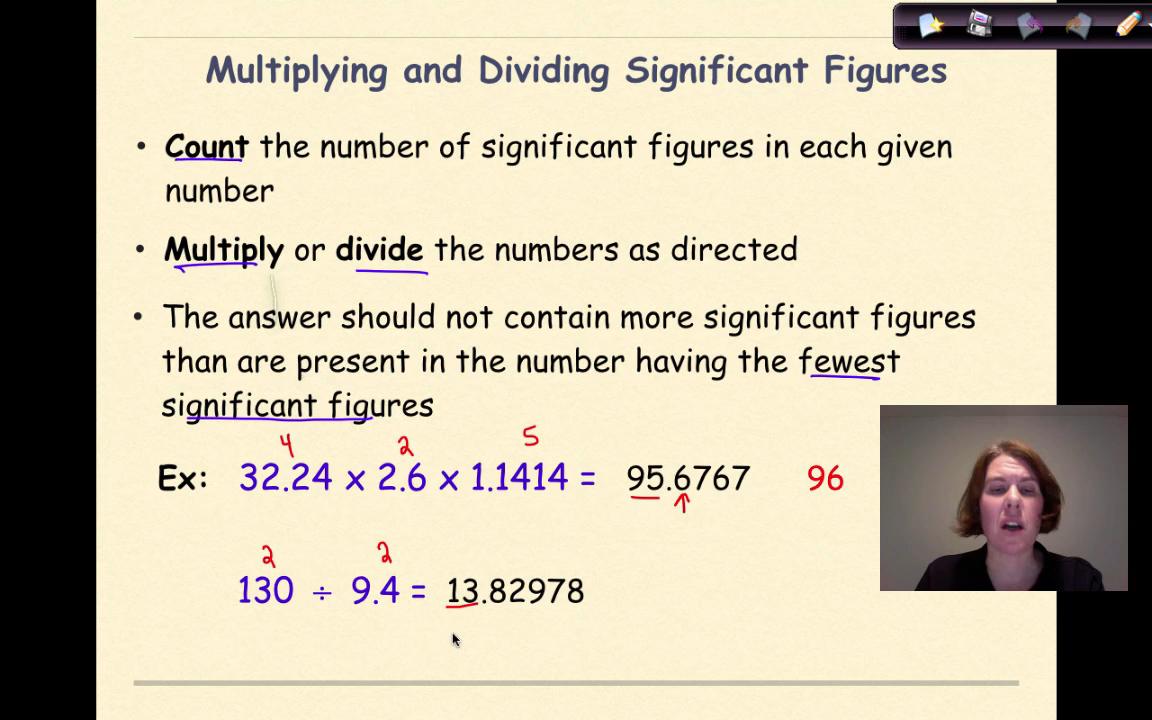 Multiplying and Dividing Significant Figures
• Count the number of significant figures in each given
number
• Multiply or divide the numbers as directed
• The answer should not contain more significant figures
than are present in the number having the fewest
significant figures
4 2 5
Ex: 32.24 x 2.6 x 1.1414 = 95.6767 96
2 2
130 ÷ 9.4 = 13.82978